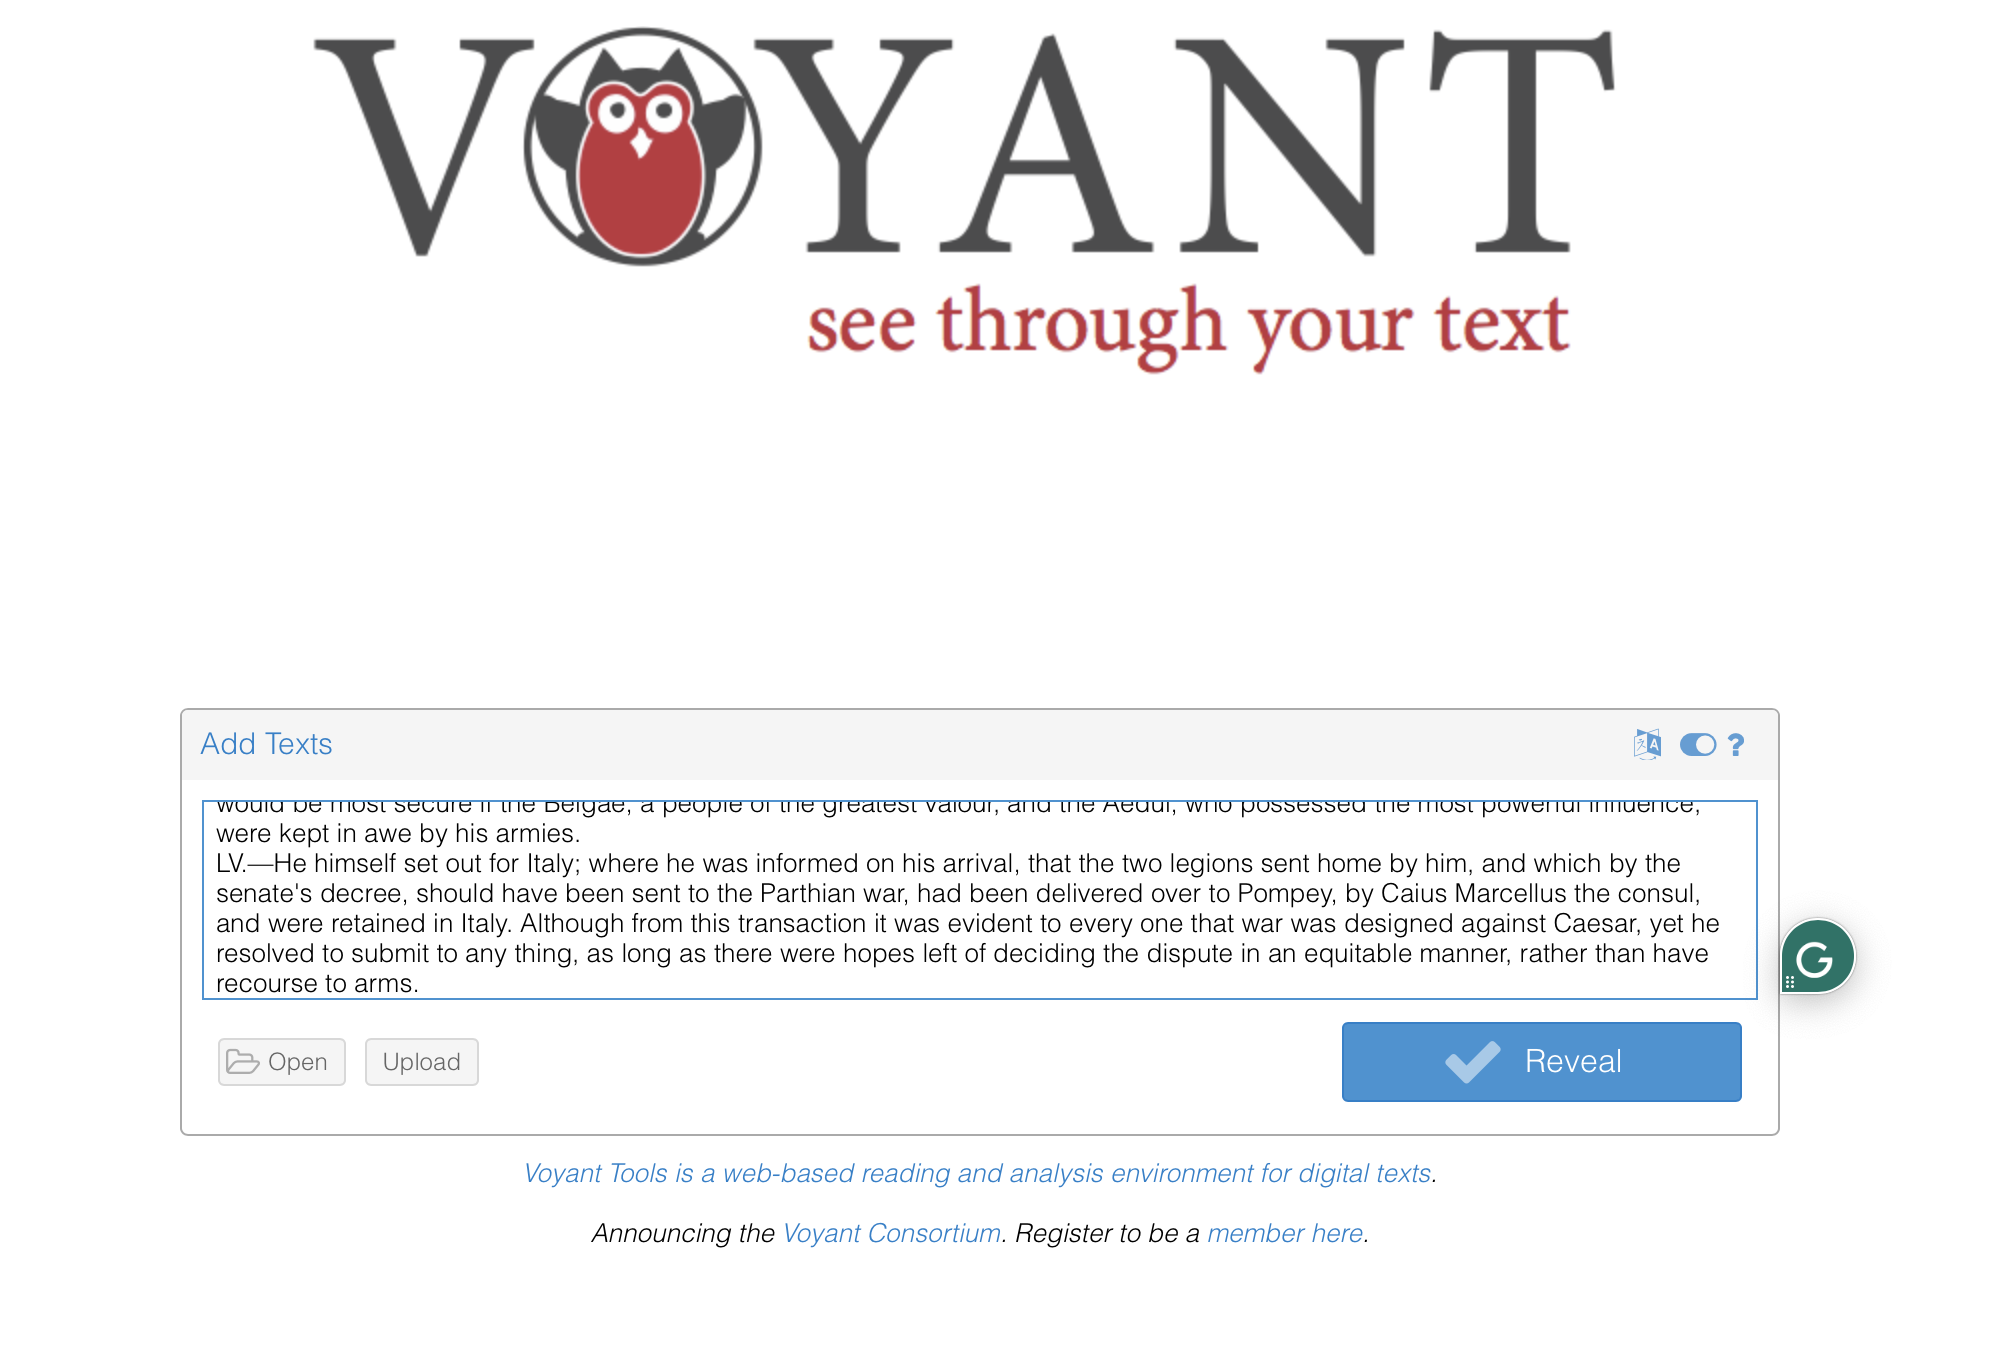 VOYANT
see through your text
Add Texts
?
would be most secure if the Belgae, a people of the greatest valour, and the Aedui, who possessed the most powerful influence,
were kept in awe by his armies.
LV.—He himself set out for Italy; where he was informed on his arrival, that the two legions sent home by him, and which by the
senate's decree, should have been sent to the Parthian war, had been delivered over to Pompey, by Caius Marcellus the consul,
and were retained in Italy. Although from this transaction it was evident to every one that war was designed against Caesar, yet he
resolved to submit to any thing, as long as there were hopes left of deciding the dispute in an equitable manner, rather than have
recourse to arms.
G
Open
Upload
Reveal
Voyant Tools is a web-based reading and analysis environment for digital texts.
Announcing the Voyant Consortium. Register to be a member here.